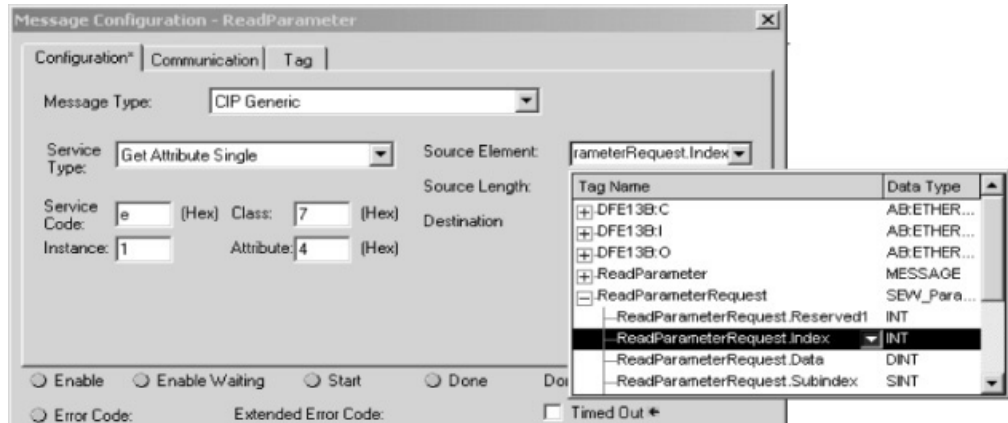 Message Configuration - ReadParameter
Configuration* Communication Tag
Message Type: CIP Generic
Service Type: Get Attribute Single
Source Element: rameterRequest.Index
Source Length:
Service Code: e (Hex) Class: 7 (Hex)
Destination
Instance: 1 Attribute: 4 (Hex)
Tag Name Data Type
DFE13B:C AB:ETHER...
DFE13B:I AB:ETHER...
DFE13B:O AB:ETHER...
ReadParameter MESSAGE
ReadParameterRequest SEW_Para...
ReadParameterRequest.Reserved1 INT
ReadParameterRequest.Index INT
ReadParameterRequest.Data DINT
ReadParameterRequest.Subindex SINT
Enable Enable Waiting Start Done
Error Code: Extended Error Code: Timed Out